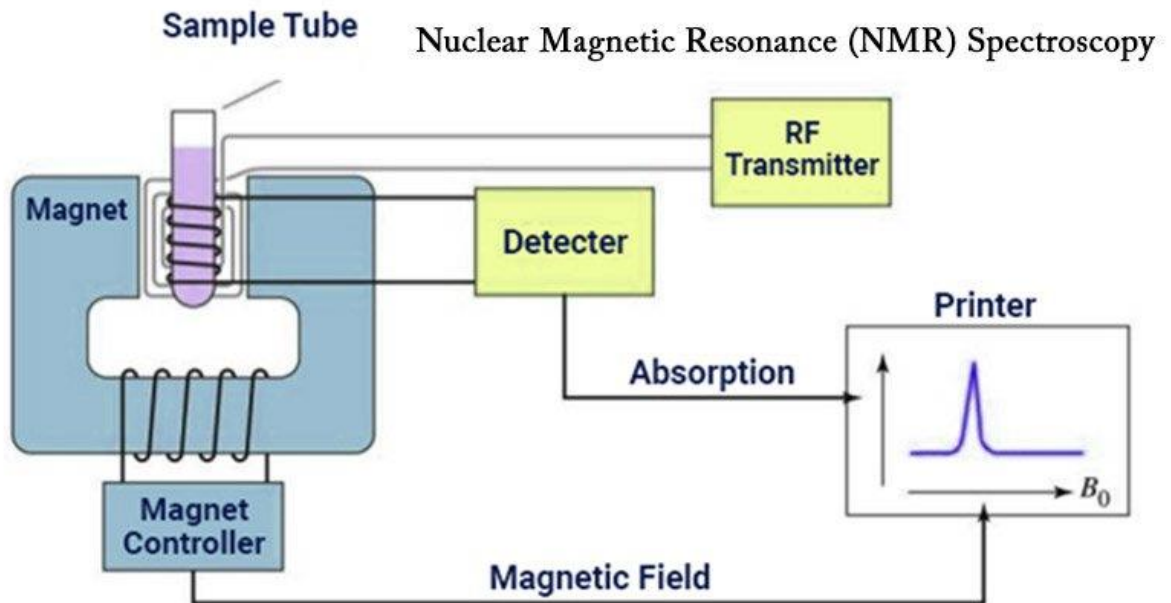 Sample Tube
Nuclear Magnetic Resonance (NMR) Spectroscopy
RF
Transmitter
Magnet
Detecter
Printer
Absorption
B0
Magnet
Controller
Magnetic Field